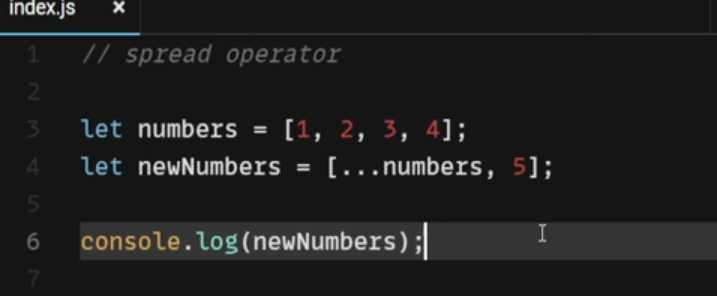 index.js ×
1 // spread operator
2
3 let numbers = [1, 2, 3, 4];
4 let newNumbers = [...numbers, 5];
5
6 console.log(newNumbers);
7